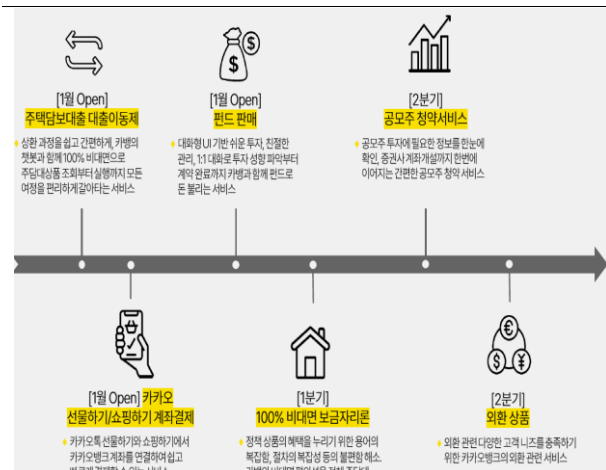 [1월 Open]
주택담보대출 대출이동제
상환 과정을 쉽고 간편하게, 카뱅의
챗봇과 함께 100% 비대면으로
주담대상품 조회부터 실행까지 모든
여정을 편리하게 갈아타는 서비스
$
$
[1월 Open]
펀드 판매
대화형 UI 기반 쉬운 투자, 친절한
관리, 1:1 대화로 투자 성향 파악부터
계약 완료까지 카뱅과 함께 펀드로
돈 불리는 서비스
[2분기]
공모주 청약서비스
공모주 투자에 필요한 정보를 한눈에
확인, 증권사 계좌개설까지 한번에
이어지는 간편한 공모주 청약 서비스
[1월 Open] 카카오
선물하기/쇼핑하기 계좌결제
카카오톡 선물하기와 쇼핑하기에서
카카오뱅크 계좌를 연결하여 쉽고
[1분기]
100% 비대면 보금자리론
정책 상품의 혜택을 누리기 위한 용어의
복잡함, 절차의 복잡성 등의 불편함 해소.
€
$ ¥
[2분기]
외환 상품
외환 관련 다양한 고객 니즈를 충족하기
위한 카카오뱅크의 외환 관련 서비스